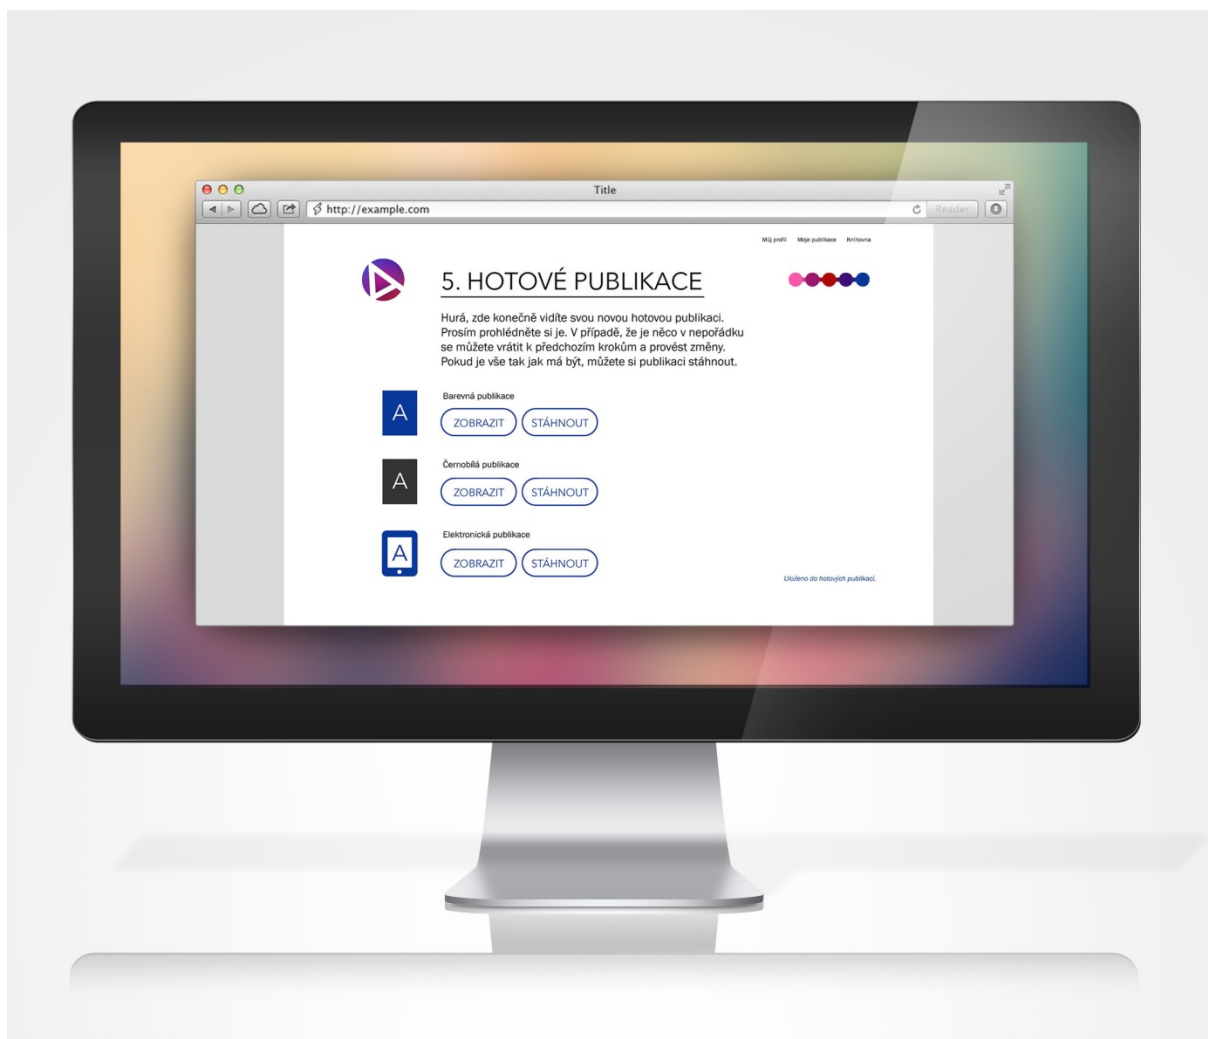 Title
http://example.com
Reader
Můj profil Moje publikace Knihovna
5. HOTOVÉ PUBLIKACE
Hurá, zde konečně vidíte svou novou hotovou publikaci.
Prosím prohlédněte si je. V případě, že je něco v nepořádku
se můžete vrátit k předchozím krokům a provést změny.
Pokud je vše tak jak má být, můžete si publikaci stáhnout.
A
Barevná publikace
ZOBRAZIT STÁHNOUT
A
Černobílá publikace
ZOBRAZIT STÁHNOUT
A
Elektronická publikace
ZOBRAZIT STÁHNOUT
Uloženo do hotových publikací.